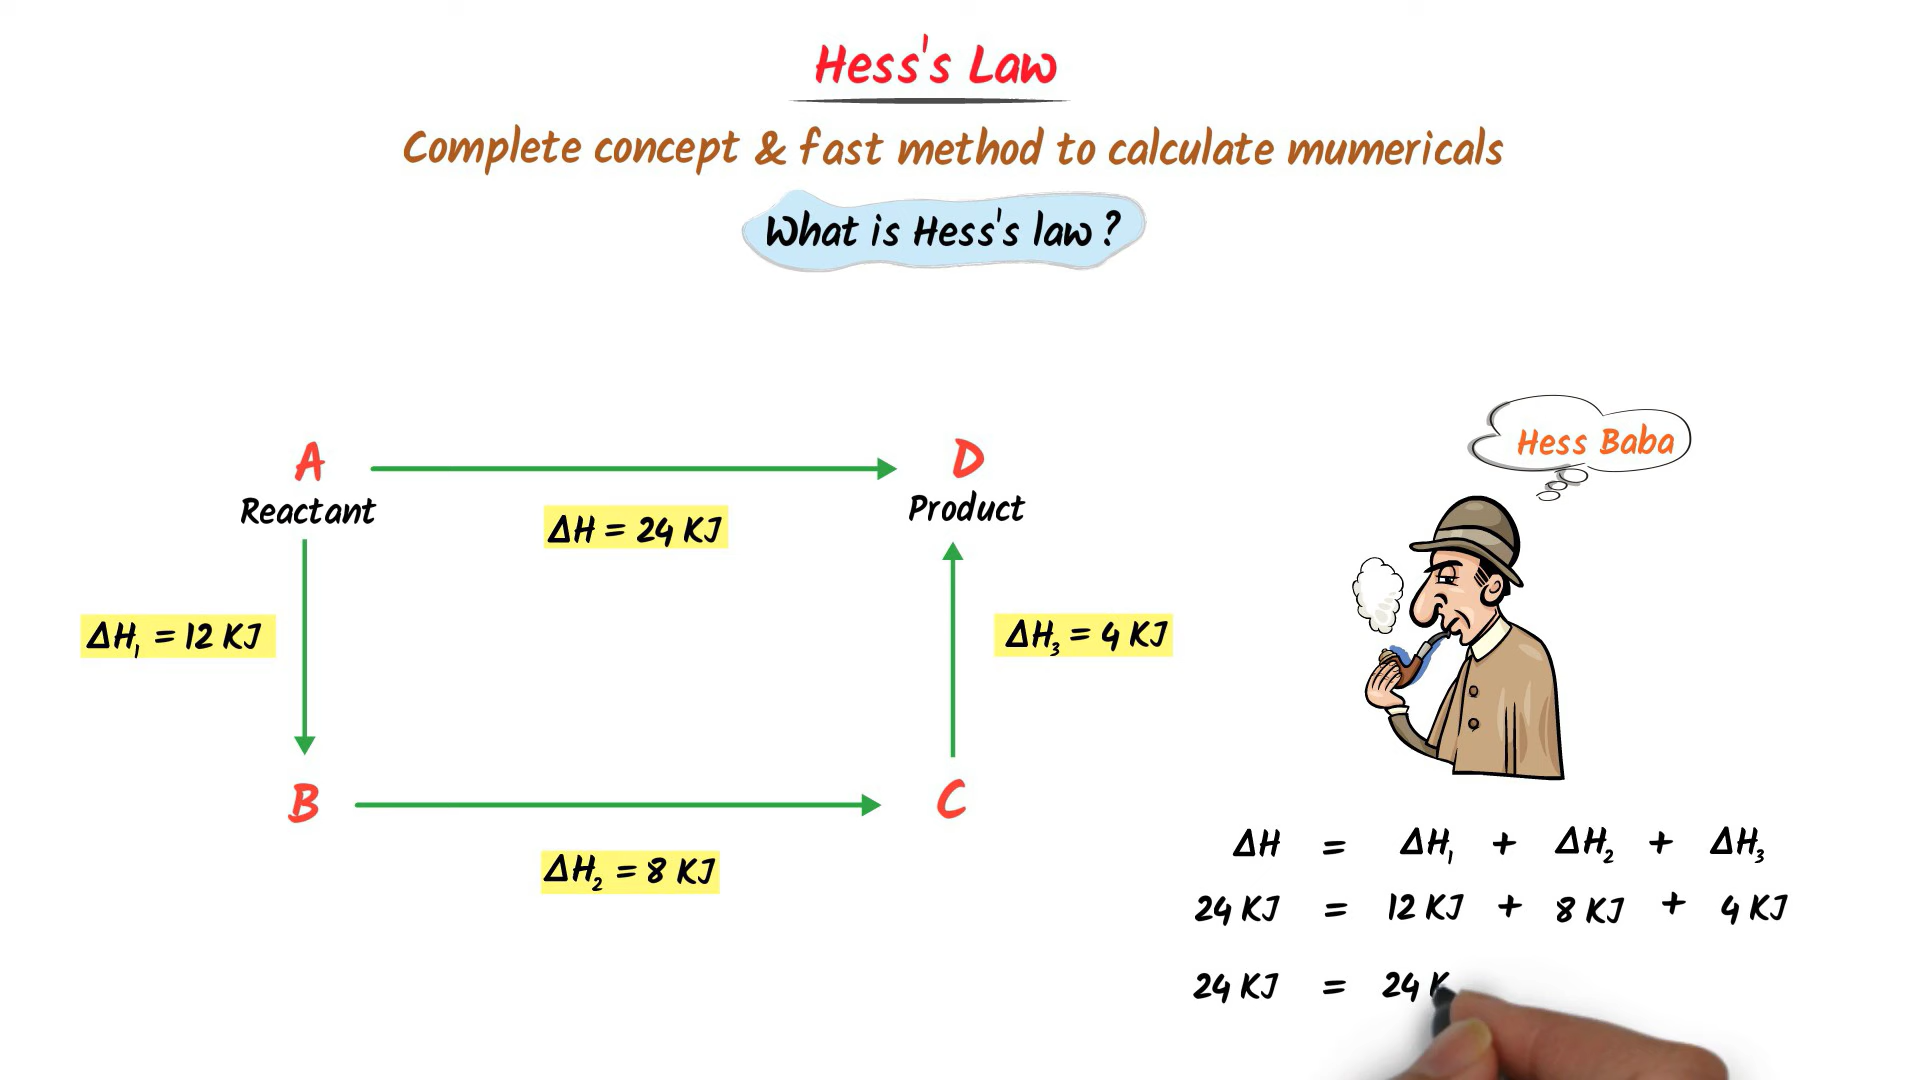 Hess's Law
Complete concept & fast method to calculate mumericals
What is Hess's law?
Hess Baba
A
D
Reactant
Product
ΔH = 24 KJ
ΔH₁ = 12 KJ
ΔH₃ = 4 KJ
B
C
ΔH₂ = 8 KJ
ΔH = ΔH₁ + ΔH₂ + ΔH₃
24 KJ = 12 KJ + 8 KJ + 4 KJ
24 KJ = 24 K